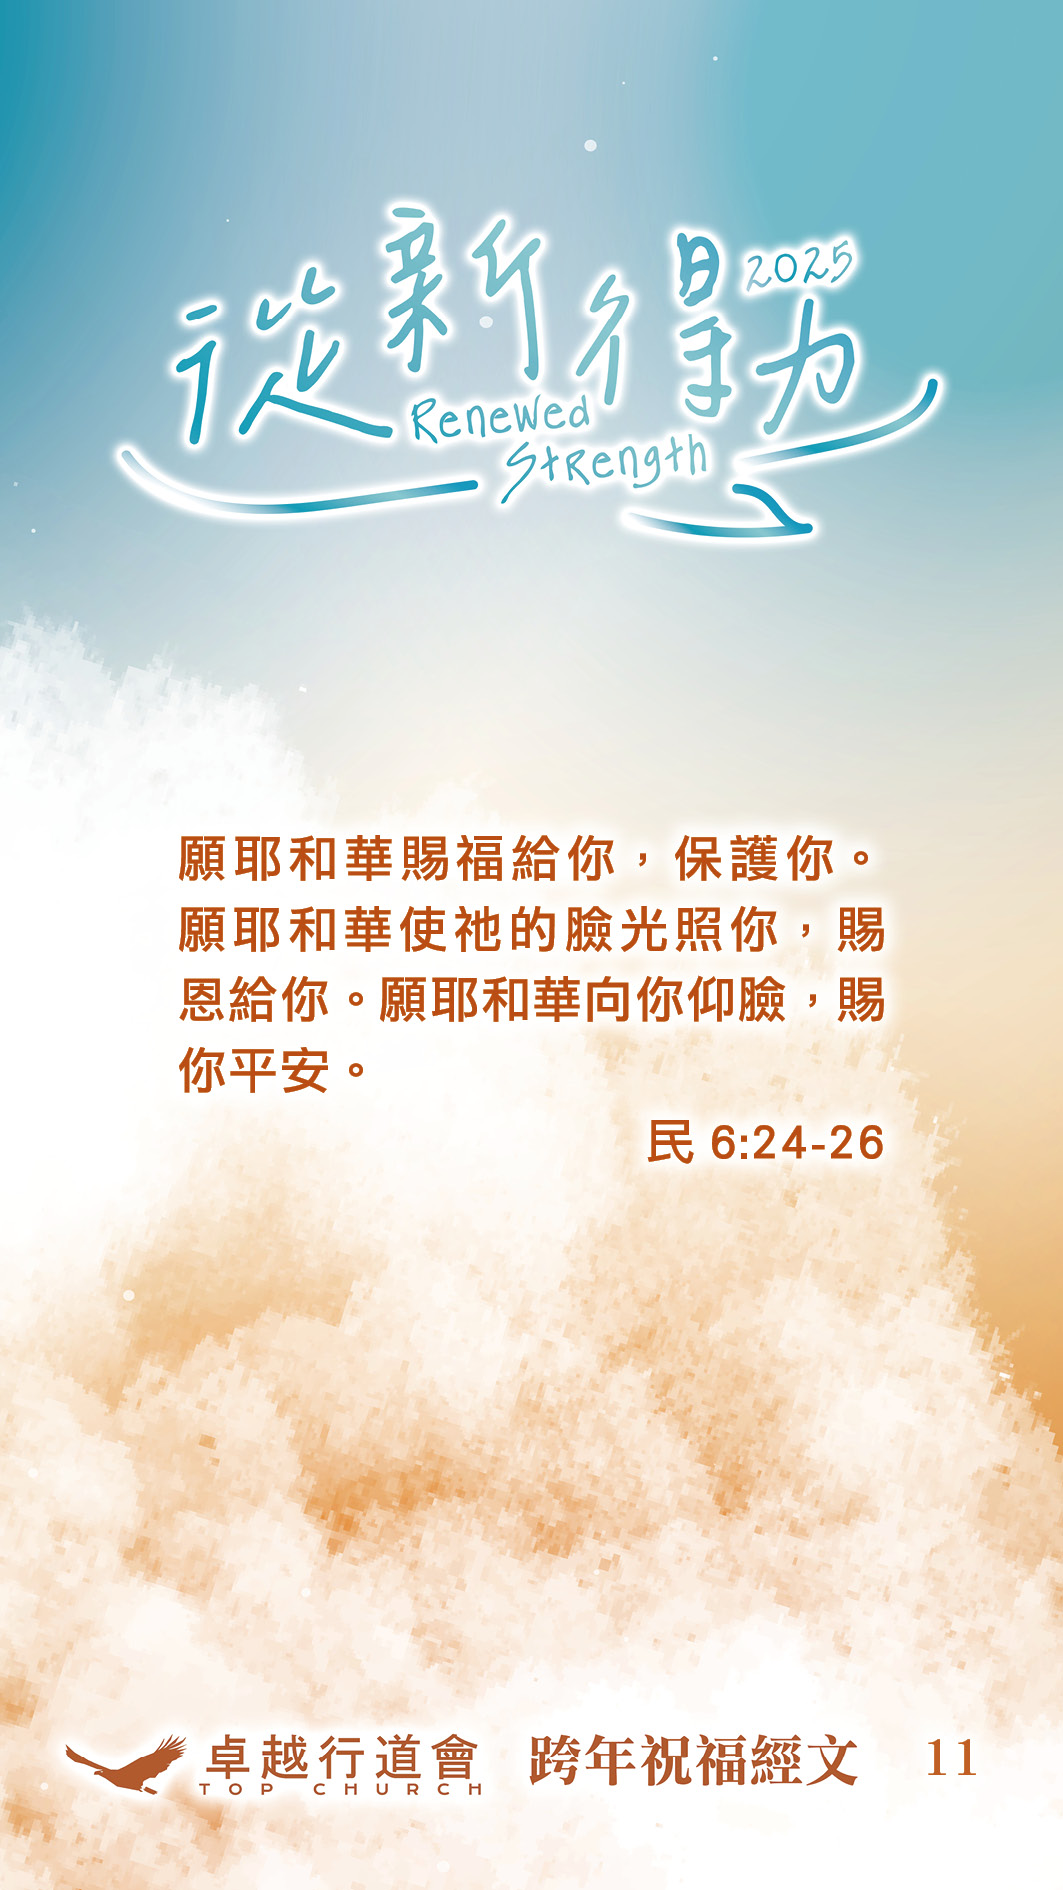 從新得力 2025
Renewed
Strength
願耶和華賜福給你，保護你。
願耶和華使祂的臉光照你，賜
恩給你。願耶和華向你仰臉，賜
你平安。
民 6:24-26
卓越行道會 跨年祝福經文 11
TOP CHURCH